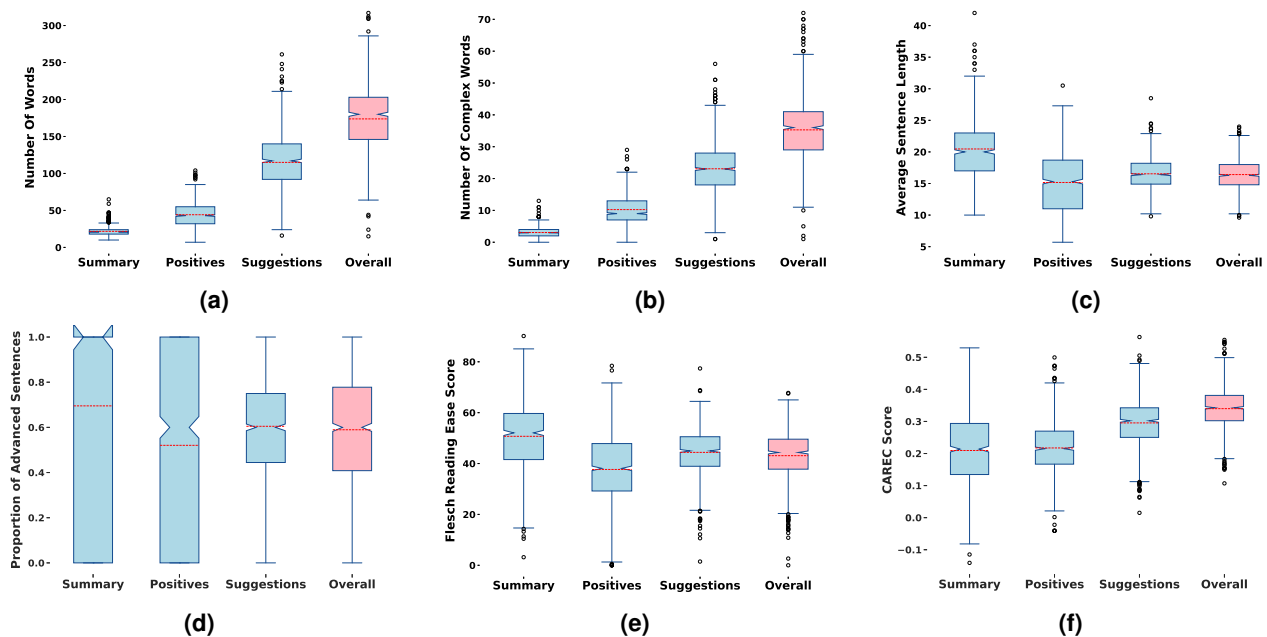 Number Of Words
300
250
200
150
100
50
0
Summary Positives Suggestions Overall
(a)
Number Of Complex Words
70
60
50
40
30
20
10
0
Summary Positives Suggestions Overall
(b)
Average Sentence Length
40
35
30
25
20
15
10
5
Summary Positives Suggestions Overall
(c)
Proportion of Advanced Sentences
1.0
0.8
0.6
0.4
0.2
0.0
Summary Positives Suggestions Overall
(d)
Flesch Reading Ease Score
80
60
40
20
0
Summary Positives Suggestions Overall
(e)
CAREC Score
0.5
0.4
0.3
0.2
0.1
0.0
−0.1
Summary Positives Suggestions Overall
(f)